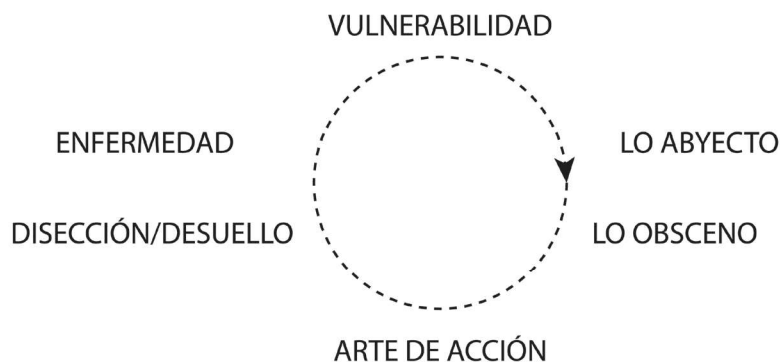 VULNERABILIDAD
ENFERMEDAD
LO ABYECTO
DISECCIÓN/DESUELLO
LO OBSCENO
ARTE DE ACCIÓN